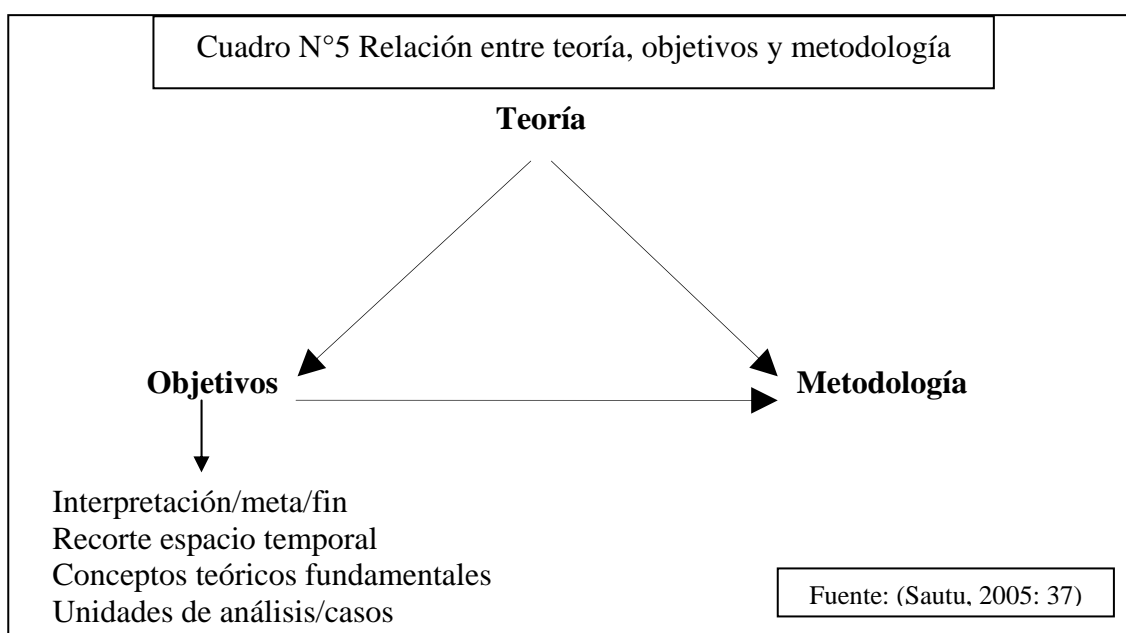 Cuadro N°5 Relación entre teoría, objetivos y metodología
Teoría
Objetivos
Metodología
Interpretación/meta/fin
Recorte espacio temporal
Conceptos teóricos fundamentales
Unidades de análisis/casos
Fuente: (Sautu, 2005: 37)